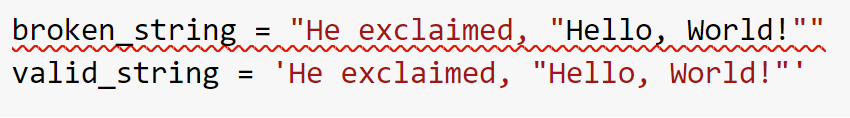 broken_string = "He exclaimed, "Hello, World!""
valid_string = 'He exclaimed, "Hello, World!"'